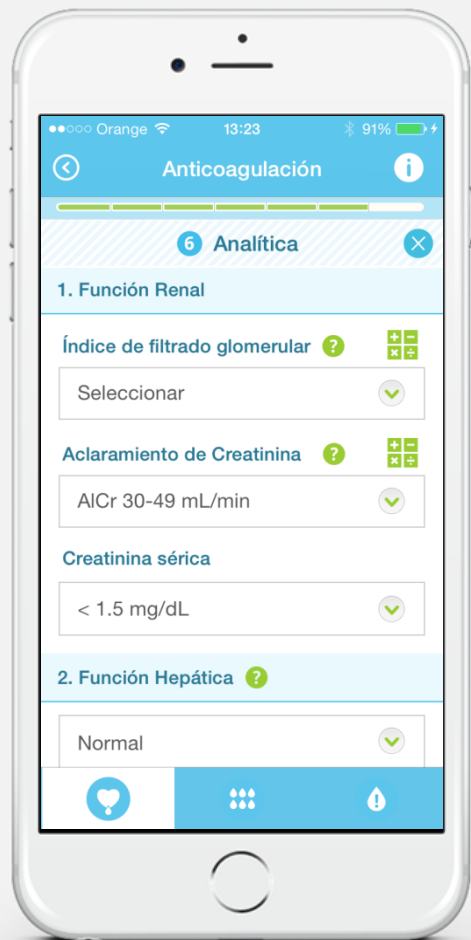 Orange 13:23 91%
Anticoagulación
6 Analítica
1. Función Renal
Índice de filtrado glomerular ?
Seleccionar
Aclaramiento de Creatinina ?
AlCr 30-49 mL/min
Creatinina sérica
< 1.5 mg/dL
2. Función Hepática ?
Normal